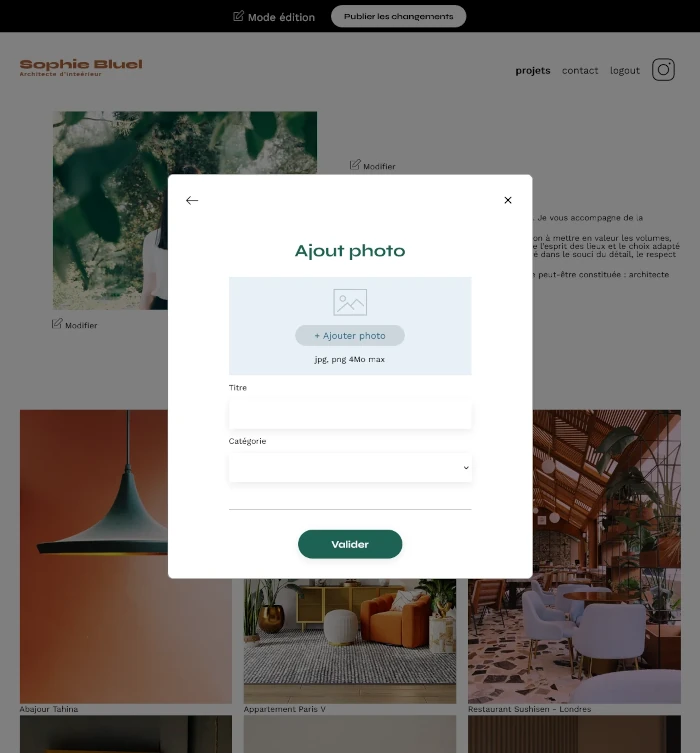 Mode édition
Publier les changements
Sophie Bluel
Architecte d'inteérieur
projets
contact
logout
Modifier
. Je vous accompagne de la
on à mettre en valeur les volumes,
e l'esprit des lieux et le choix adapté
é dans le souci du détail, le respect
e peut-être constituée : architecte
Modifier
Ajout photo
+ Ajouter photo
jpg, png 4Mo max
Titre
Catégorie
Valider
Abajour Tahina
Appartement Paris V
Restaurant Sushisen - Londres